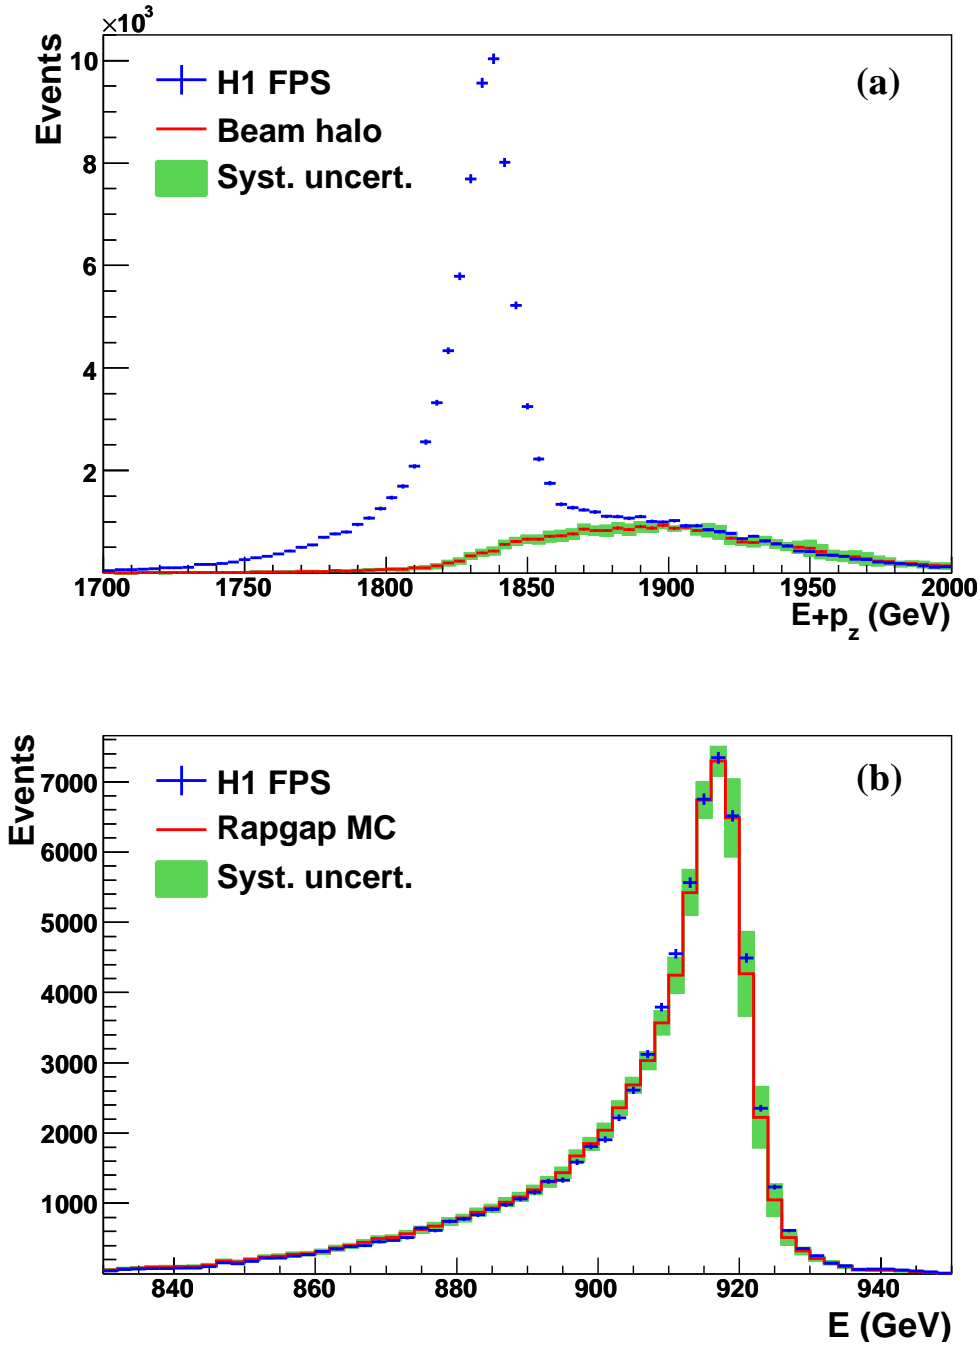 ×10³
Events
10
8
6
4
2
H1 FPS
Beam halo
Syst. uncert.
(a)
1700 1750 1800 1850 1900 1950 2000
E+p_z (GeV)
Events
7000
6000
5000
4000
3000
2000
1000
H1 FPS
Rapgap MC
Syst. uncert.
(b)
840 860 880 900 920 940
E (GeV)